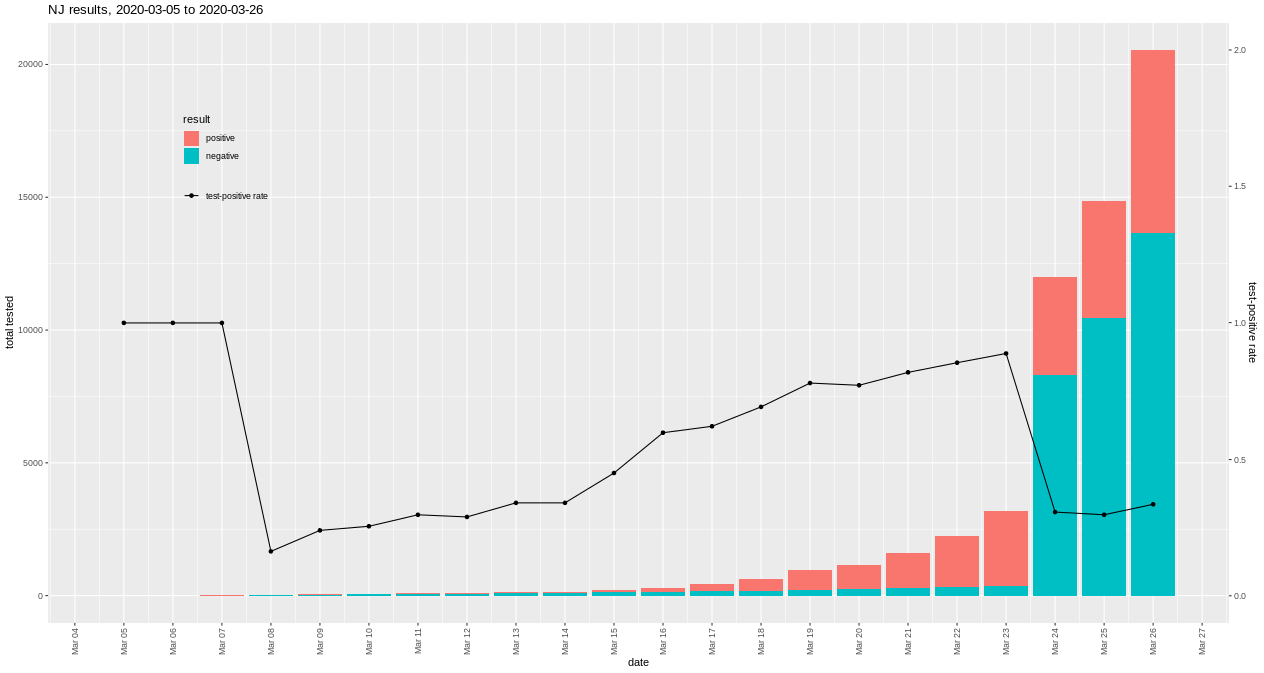 NJ results, 2020-03-05 to 2020-03-26
total tested
20000
15000
10000
5000
0
result
positive
negative
test-positive rate
2.0
1.5
1.0
0.5
0.0
test-positive rate
Mar 04
Mar 05
Mar 06
Mar 07
Mar 08
Mar 09
Mar 10
Mar 11
Mar 12
Mar 13
Mar 14
Mar 15
Mar 16
Mar 17
Mar 18
Mar 19
Mar 20
Mar 21
Mar 22
Mar 23
Mar 24
Mar 25
Mar 26
Mar 27
date